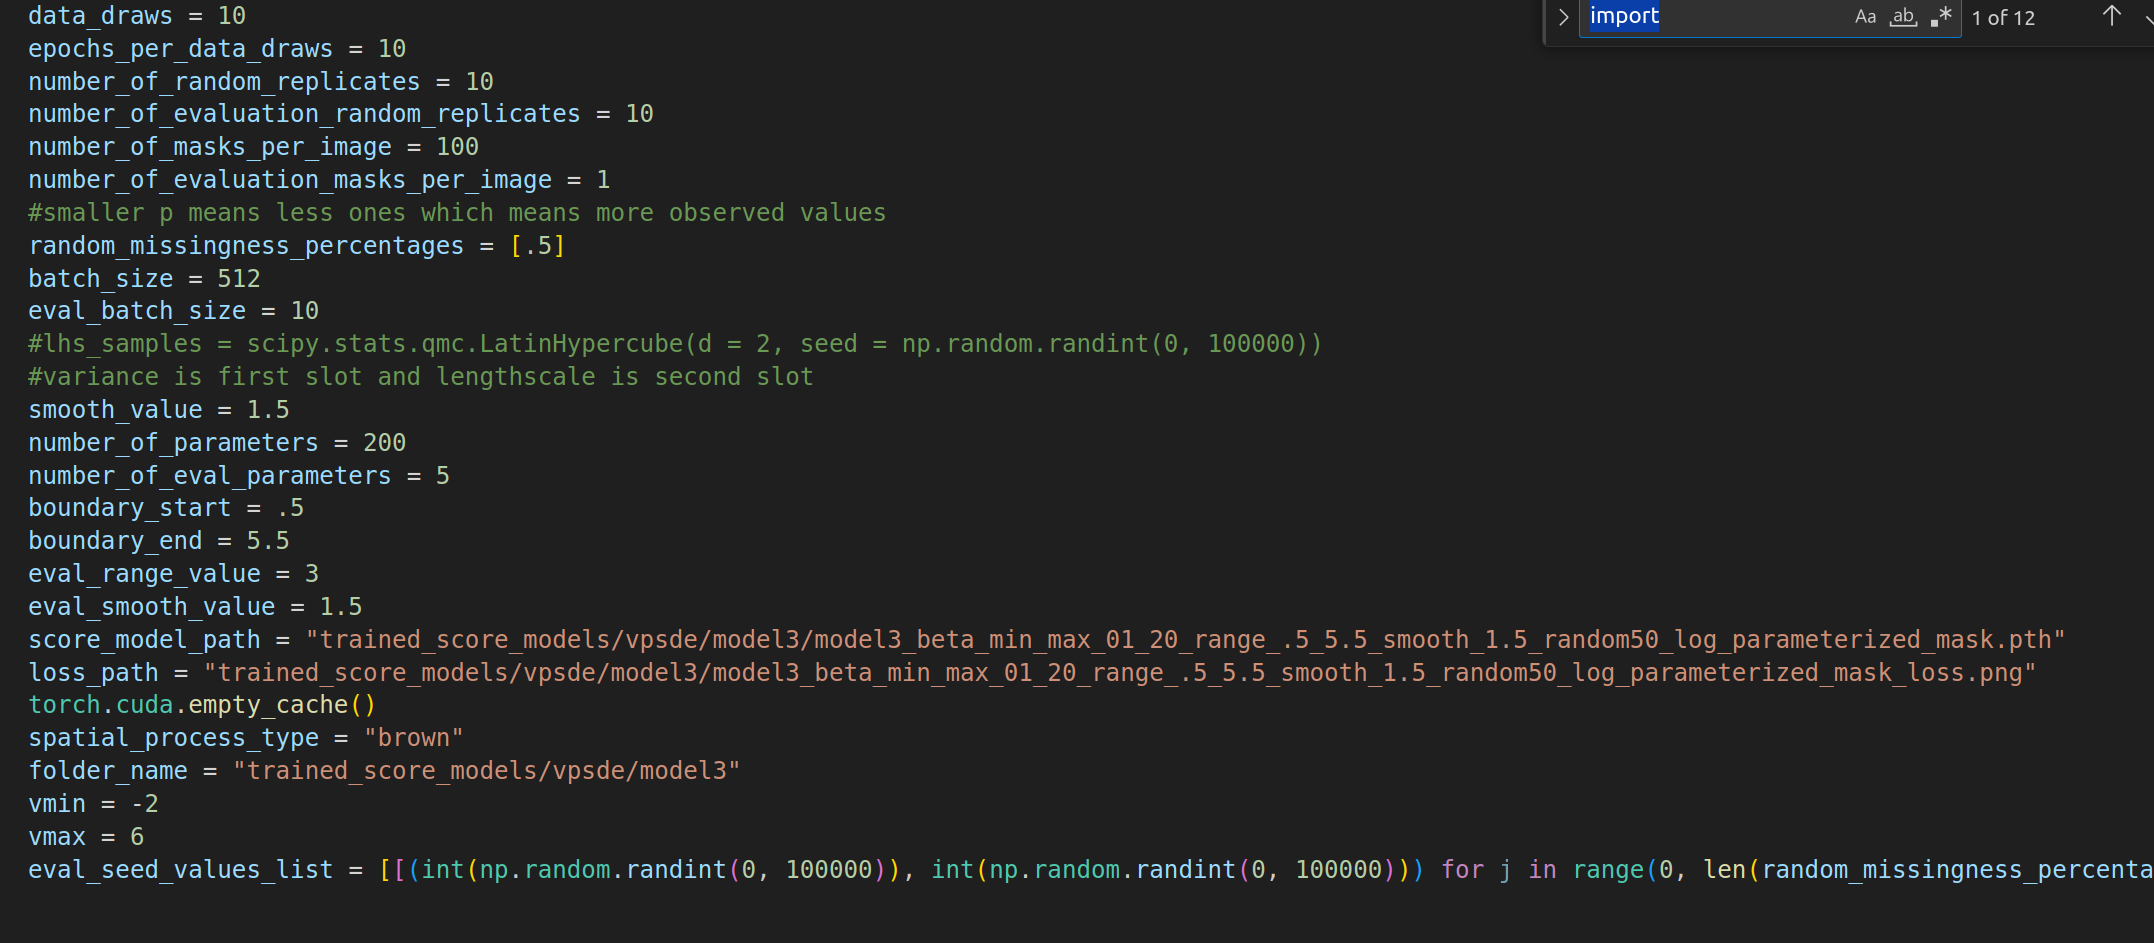 data_draws = 10
import
Aa ab .* 1 of 12
epochs_per_data_draws = 10
number_of_random_replicates = 10
number_of_evaluation_random_replicates = 10
number_of_masks_per_image = 100
number_of_evaluation_masks_per_image = 1
#smaller p means less ones which means more observed values
random_missingness_percentages = [.5]
batch_size = 512
eval_batch_size = 10
#lhs_samples = scipy.stats.qmc.LatinHypercube(d = 2, seed = np.random.randint(0, 100000))
#variance is first slot and lengthscale is second slot
smooth_value = 1.5
number_of_parameters = 200
number_of_eval_parameters = 5
boundary_start = .5
boundary_end = 5.5
eval_range_value = 3
eval_smooth_value = 1.5
score_model_path = "trained_score_models/vpsde/model3/model3_beta_min_max_01_20_range_.5_5.5_smooth_1.5_random50_log_parameterized_mask.pth"
loss_path = "trained_score_models/vpsde/model3/model3_beta_min_max_01_20_range_.5_5.5_smooth_1.5_random50_log_parameterized_mask_loss.png"
torch.cuda.empty_cache()
spatial_process_type = "brown"
folder_name = "trained_score_models/vpsde/model3"
vmin = -2
vmax = 6
eval_seed_values_list = [[(int(np.random.randint(0, 100000)), int(np.random.randint(0, 100000))) for j in range(0, len(random_missingness_percenta